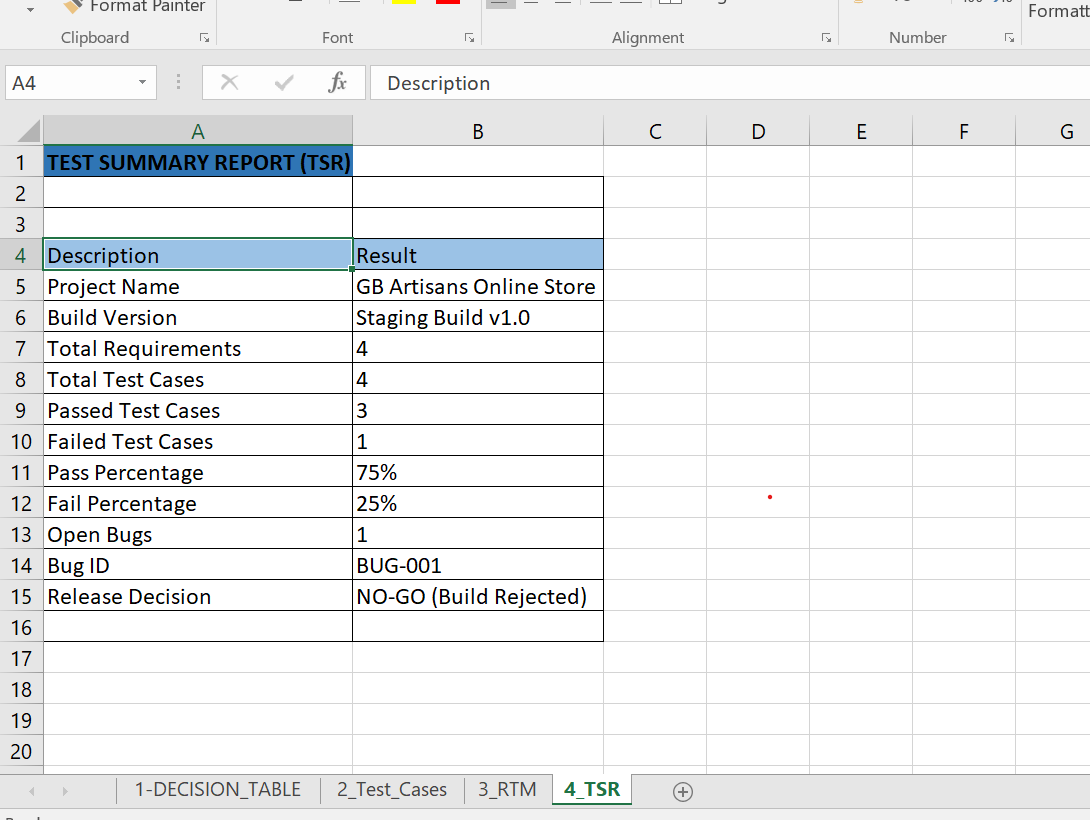 Format Painter
Formatt
Clipboard Font Alignment Number
A4 fx Description
A B C D E F G
1 TEST SUMMARY REPORT (TSR)
2
3
4 Description Result
5 Project Name GB Artisans Online Store
6 Build Version Staging Build v1.0
7 Total Requirements 4
8 Total Test Cases 4
9 Passed Test Cases 3
10 Failed Test Cases 1
11 Pass Percentage 75%
12 Fail Percentage 25%
13 Open Bugs 1
14 Bug ID BUG-001
15 Release Decision NO-GO (Build Rejected)
16
17
18
19
20
1-DECISION_TABLE 2_Test_Cases 3_RTM 4_TSR